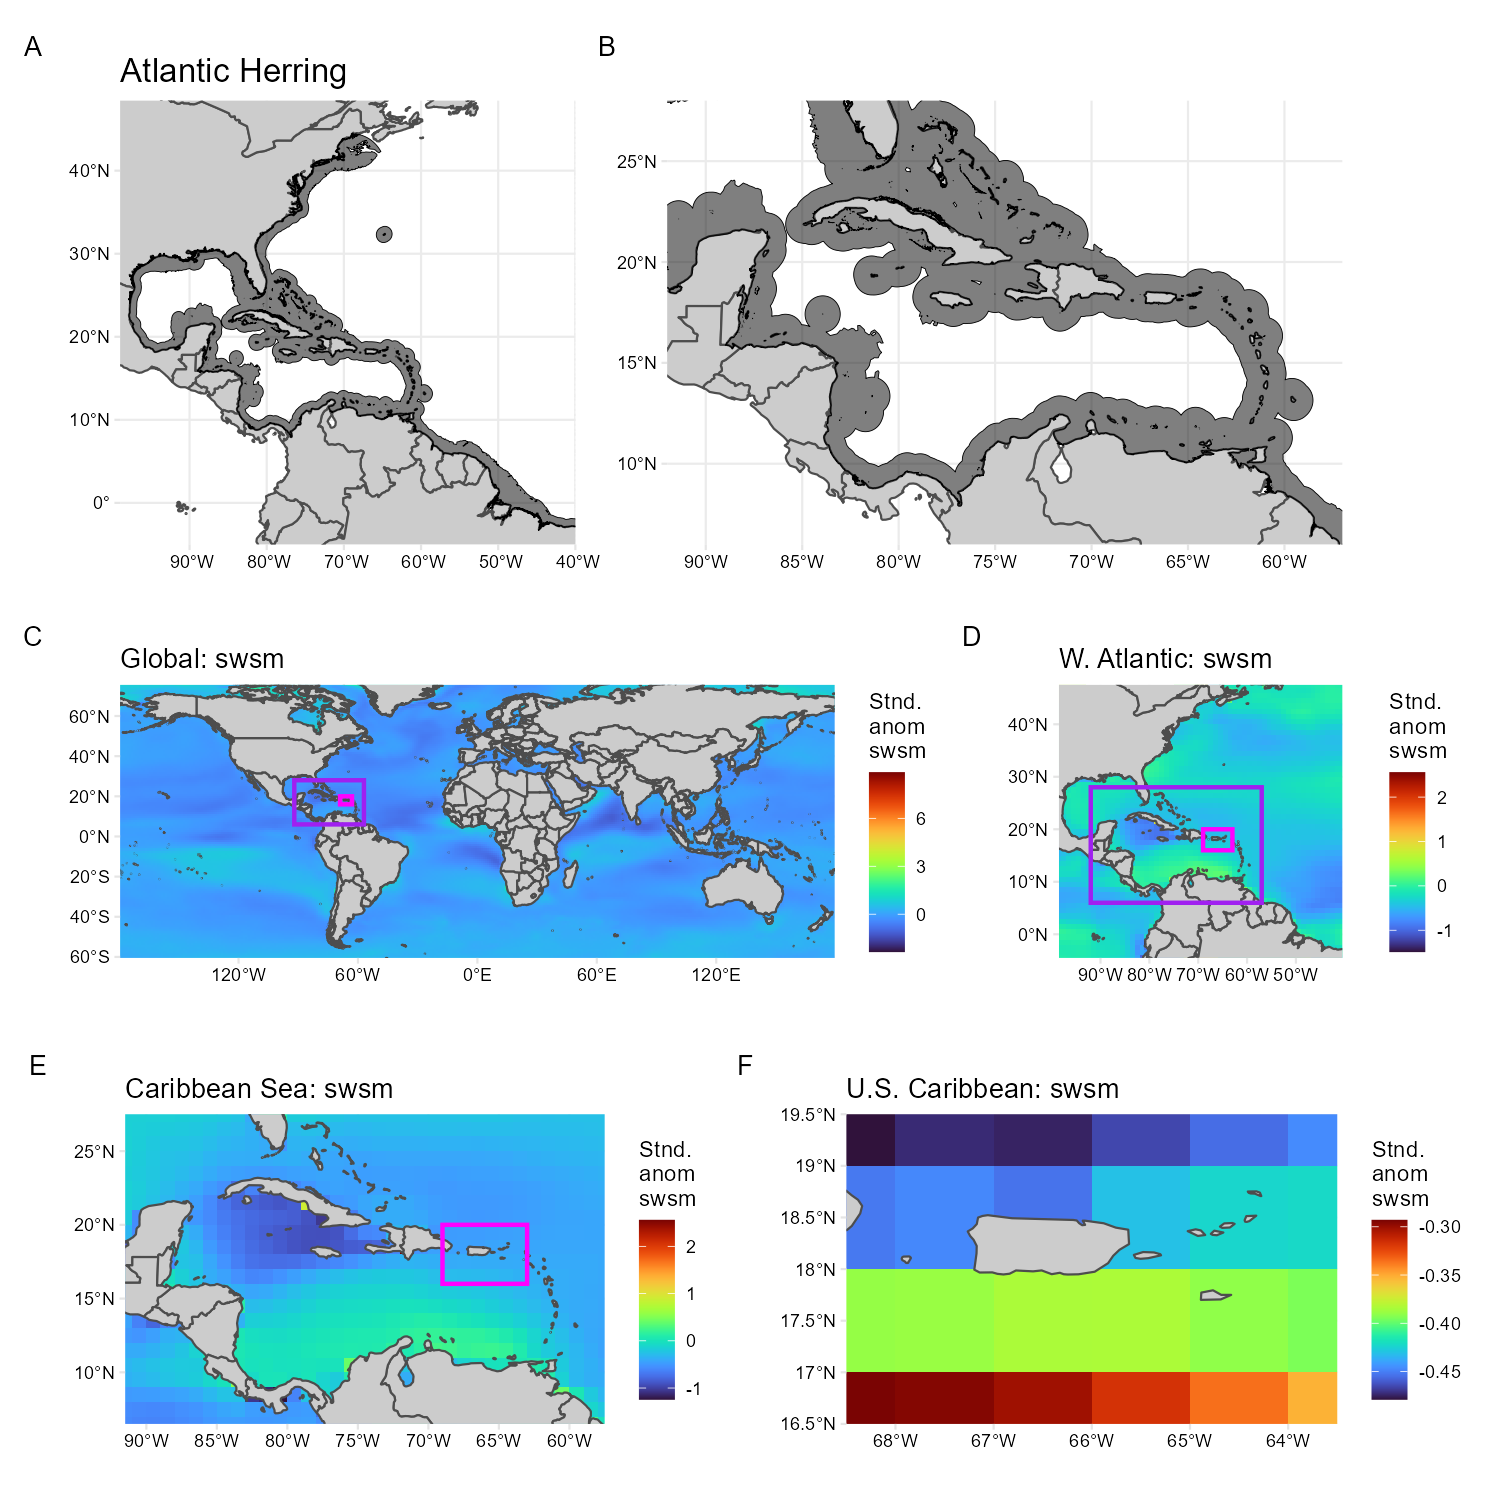 A
B
Atlantic Herring
40°N
30°N
20°N
10°N
0°
90°W 80°W 70°W 60°W 50°W 40°W
25°N
20°N
15°N
10°N
90°W 85°W 80°W 75°W 70°W 65°W 60°W
C
D
Global: swsm
60°N
40°N
20°N
0°N
20°S
40°S
60°S
120°W 60°W 0°E 60°E 120°E
Stnd.
anom
swsm
6
3
0
W. Atlantic: swsm
40°N
30°N
20°N
10°N
0°N
90°W 80°W 70°W 60°W 50°W
Stnd.
anom
swsm
2
1
0
-1
E
F
Caribbean Sea: swsm
25°N
20°N
15°N
10°N
90°W 85°W 80°W 75°W 70°W 65°W 60°W
Stnd.
anom
swsm
2
1
0
-1
U.S. Caribbean: swsm
19.5°N
19°N
18.5°N
18°N
17.5°N
17°N
16.5°N
68°W 67°W 66°W 65°W 64°W
Stnd.
anom
swsm
-0.30
-0.35
-0.40
-0.45